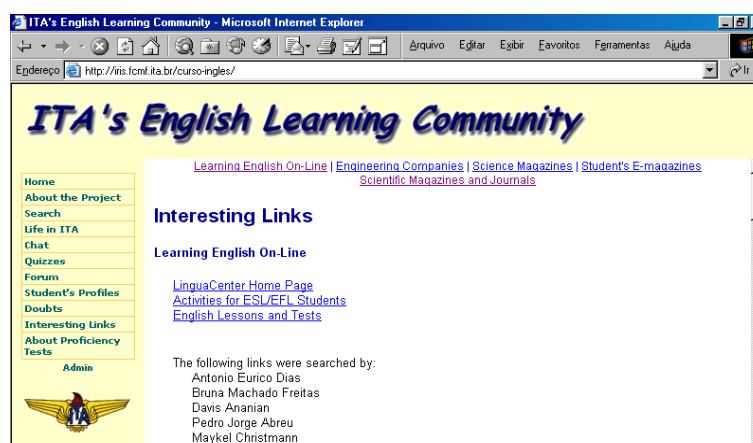 ITA's English Learning Community - Microsoft Internet Explorer
Arquivo Editar Exibir Favoritos Ferramentas Ajuda
Endereço http://iris.fcmf.ita.br/curso-ingles/ Ir
ITA's English Learning Community
Learning English On-Line | Engineering Companies | Science Magazines | Student's E-magazines
Scientific Magazines and Journals
Home
About the Project
Search
Life in ITA
Chat
Quizzes
Forum
Student's Profiles
Doubts
Interesting Links
About Proficiency
Tests
Admin
ITA
Interesting Links
Learning English On-Line
LinguaCenter Home Page
Activities for ESL/EFL Students
English Lessons and Tests
The following links were searched by:
Antonio Eurico Dias
Bruna Machado Freitas
Davis Ananian
Pedro Jorge Abreu
Maykel Christmann